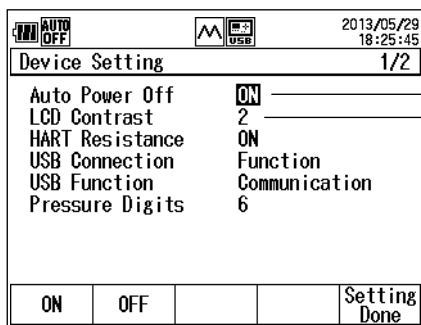 AUTO OFF USB 2013/05/29 18:25:45
Device Setting 1/2
Auto Power Off ON
LCD Contrast 2
HART Resistance ON
USB Connection Function
USB Function Communication
Pressure Digits 6
ON OFF Setting Done